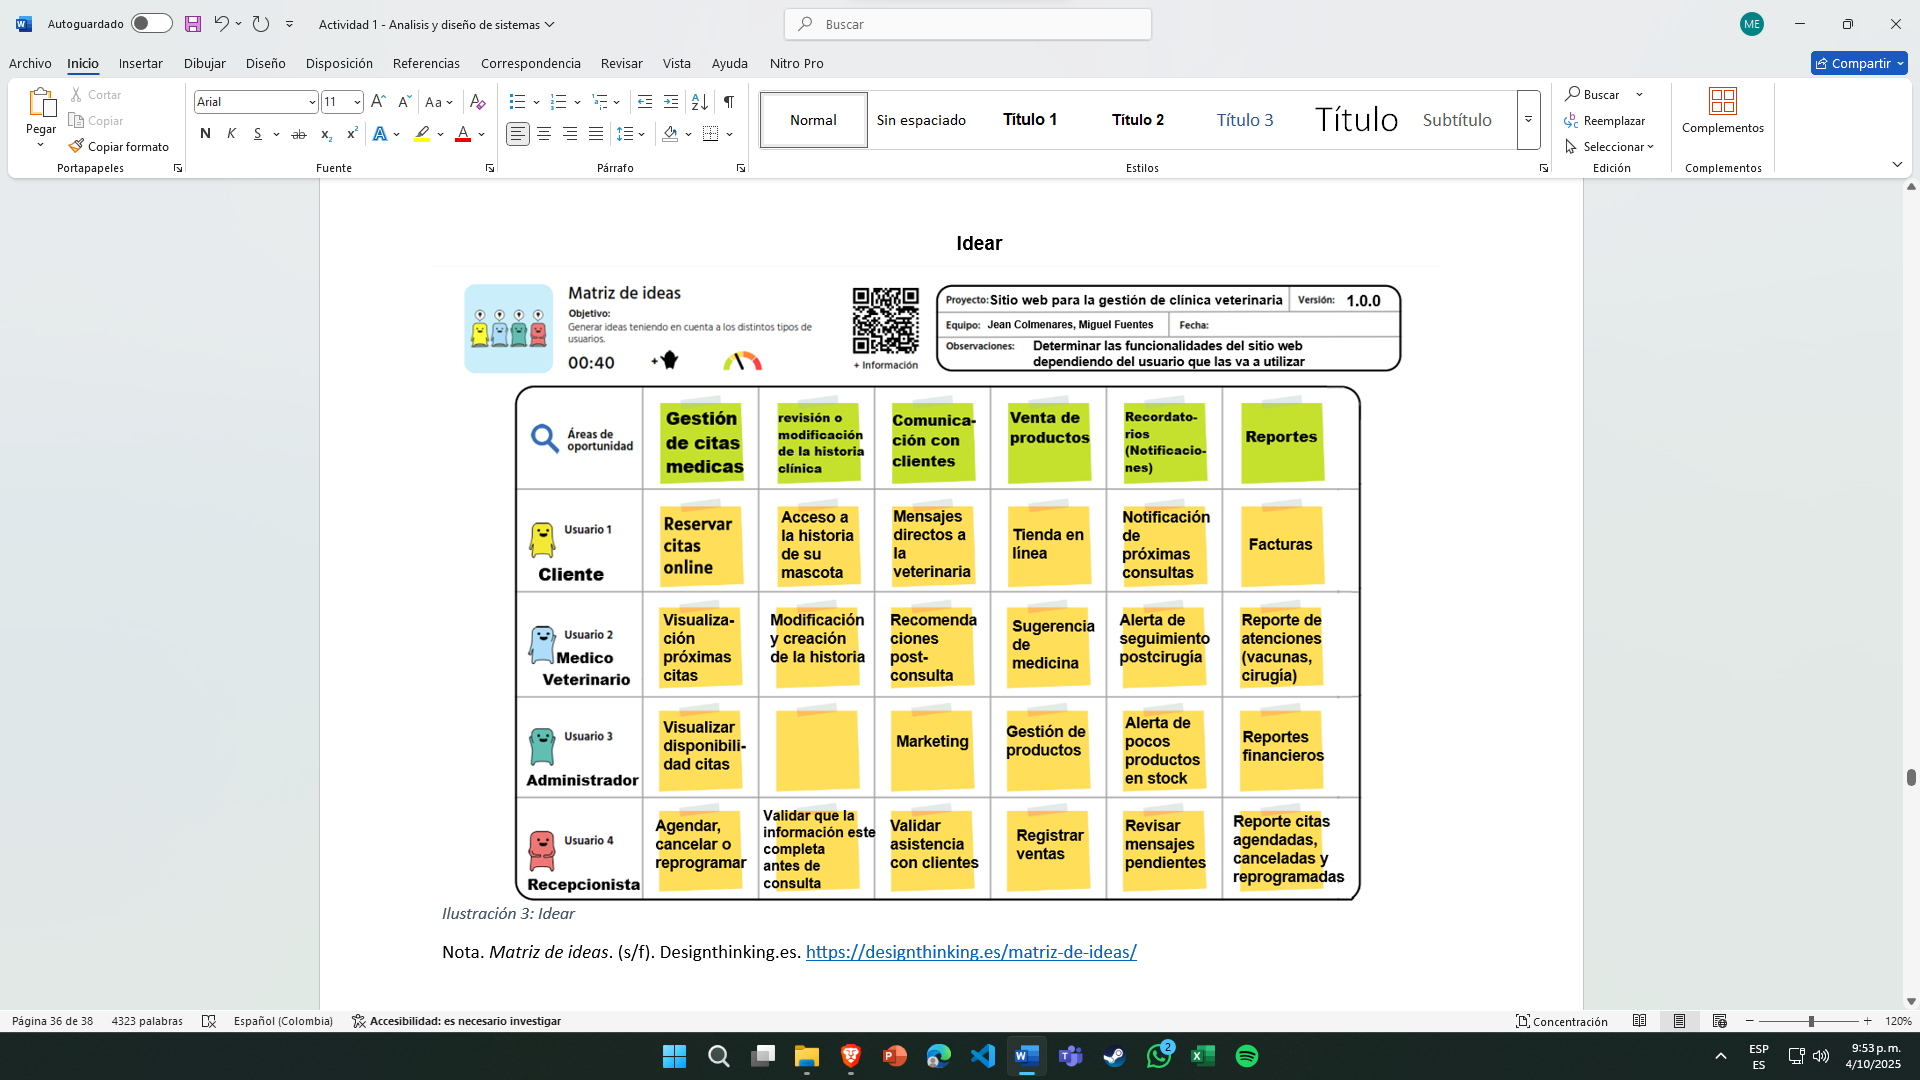 Autoguardado
Actividad 1 - Analisis y diseño de sistemas
Buscar
ME
Archivo
Inicio
Insertar
Dibujar
Diseño
Disposición
Referencias
Correspondencia
Revisar
Vista
Ayuda
Nitro Pro
Compartir
Pegar
Cortar
Copiar
Copiar formato
Portapapeles
Arial
11
Aa
N K S ab x₂ x²
Fuente
Párrafo
Normal
Sin espaciado
Título 1
Título 2
Título 3
Título
Subtítulo
Estilos
Buscar
Reemplazar
Seleccionar
Edición
Complementos
Complementos
Idear
Matriz de ideas
Objetivo:
Generar ideas teniendo en cuenta a los distintos tipos de
usuarios.
00:40
+
+ Información
Proyecto: Sitio web para la gestión de clínica veterinaria
Versión: 1.0.0
Equipo: Jean Colmenares, Miguel Fuentes
Fecha:
Observaciones: Determinar las funcionalidades del sitio web
dependiendo del usuario que las va a utilizar
Áreas de
oportunidad
Gestión
de citas
medicas
revisión o
modificación
de la historia
clínica
Comunica-
ción con
clientes
Venta de
productos
Recordato-
rios
(Notificacio-
nes)
Reportes
Usuario 1
Cliente
Reservar
citas
online
Acceso a
la historia
de su
mascota
Mensajes
directos a
la
veterinaria
Tienda en
línea
Notificación
de
próximas
consultas
Facturas
Usuario 2
Medico
Veterinario
Visualiza-
ción
próximas
citas
Modificación
y creación
de la historia
Recomenda
ciones
post-
consulta
Sugerencia
de
medicina
Alerta de
seguimiento
postcirugía
Reporte de
atenciones
(vacunas,
cirugía)
Usuario 3
Administrador
Visualizar
disponibili-
dad citas
Marketing
Gestión de
productos
Alerta de
pocos
productos
en stock
Reportes
financieros
Usuario 4
Recepcionista
Agendar,
cancelar o
reprogramar
Validar que la
información este
completa
antes de
consulta
Validar
asistencia
con clientes
Registrar
ventas
Revisar
mensajes
pendientes
Reporte citas
agendadas,
canceladas y
reprogramadas
Ilustración 3: Idear
Nota. Matriz de ideas. (s/f). Designthinking.es. https://designthinking.es/matriz-de-ideas/
Página 36 de 38
4323 palabras
Español (Colombia)
Accesibilidad: es necesario investigar
Concentración
120%
2
ESP
ES
9:53 p. m.
4/10/2025